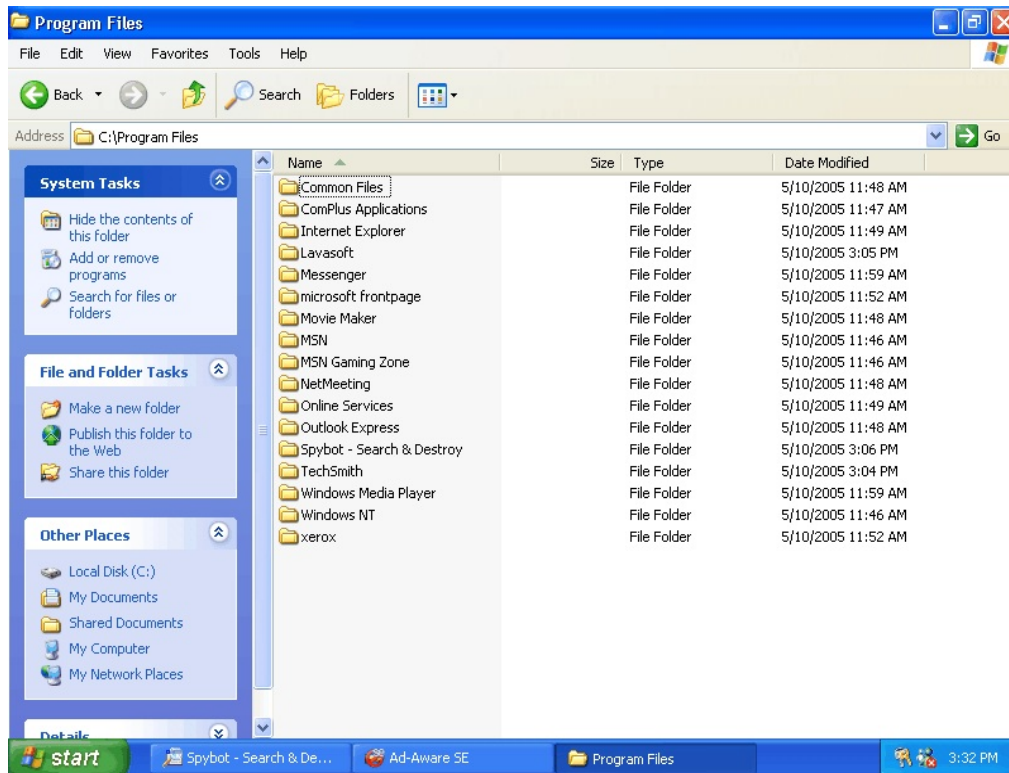 Program Files
File Edit View Favorites Tools Help
Back Search Folders
Address C:\Program Files Go
System Tasks
Hide the contents of
this folder
Add or remove
programs
Search for files or
folders
File and Folder Tasks
Make a new folder
Publish this folder to
the Web
Share this folder
Other Places
Local Disk (C:)
My Documents
Shared Documents
My Computer
My Network Places
Details
Name Size Type Date Modified
Common Files File Folder 5/10/2005 11:48 AM
ComPlus Applications File Folder 5/10/2005 11:47 AM
Internet Explorer File Folder 5/10/2005 11:49 AM
Lavasoft File Folder 5/10/2005 3:05 PM
Messenger File Folder 5/10/2005 11:59 AM
microsoft frontpage File Folder 5/10/2005 11:52 AM
Movie Maker File Folder 5/10/2005 11:48 AM
MSN File Folder 5/10/2005 11:46 AM
MSN Gaming Zone File Folder 5/10/2005 11:46 AM
NetMeeting File Folder 5/10/2005 11:48 AM
Online Services File Folder 5/10/2005 11:49 AM
Outlook Express File Folder 5/10/2005 11:48 AM
Spybot - Search & Destroy File Folder 5/10/2005 3:06 PM
TechSmith File Folder 5/10/2005 3:04 PM
Windows Media Player File Folder 5/10/2005 11:59 AM
Windows NT File Folder 5/10/2005 11:46 AM
xerox File Folder 5/10/2005 11:52 AM
start Spybot - Search & De... Ad-Aware SE Program Files 3:32 PM